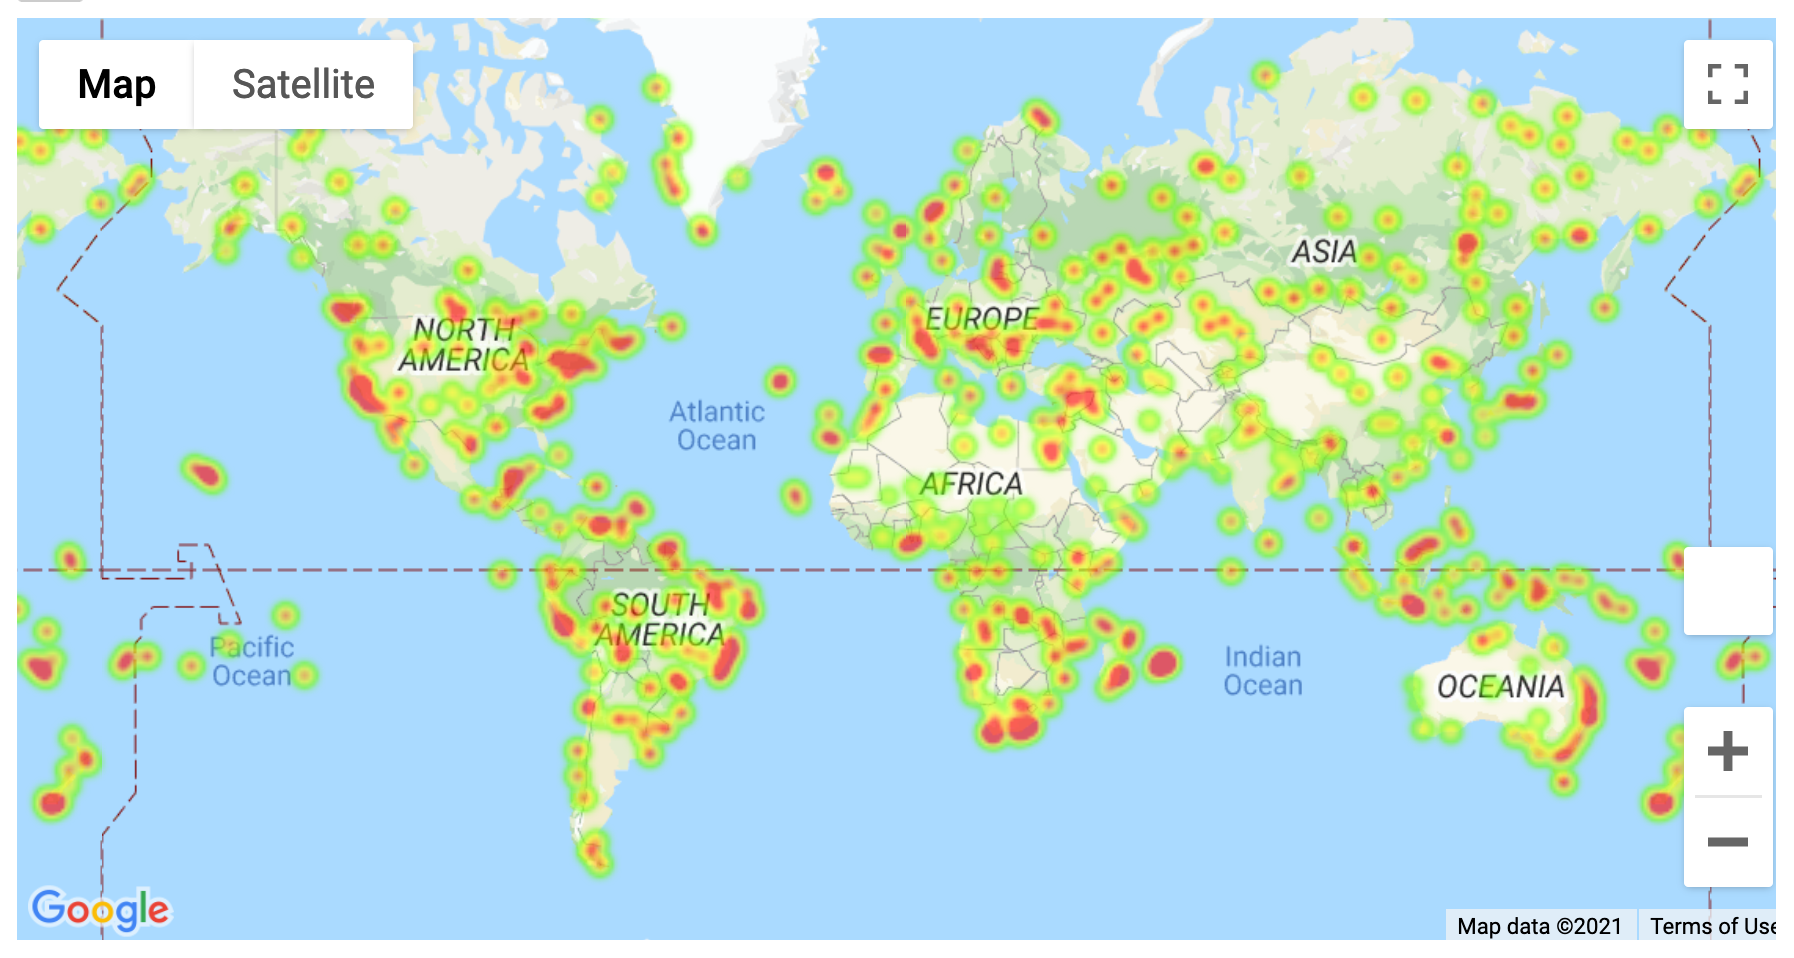 Map
Satellite
ASIA
NORTH
AMERICA
EUROPE
Atlantic
Ocean
AFRICA
SOUTH
AMERICA
Pacific
Ocean
Indian
Ocean
OCEANIA
+
−
Google
Map data ©2021
Terms of Use